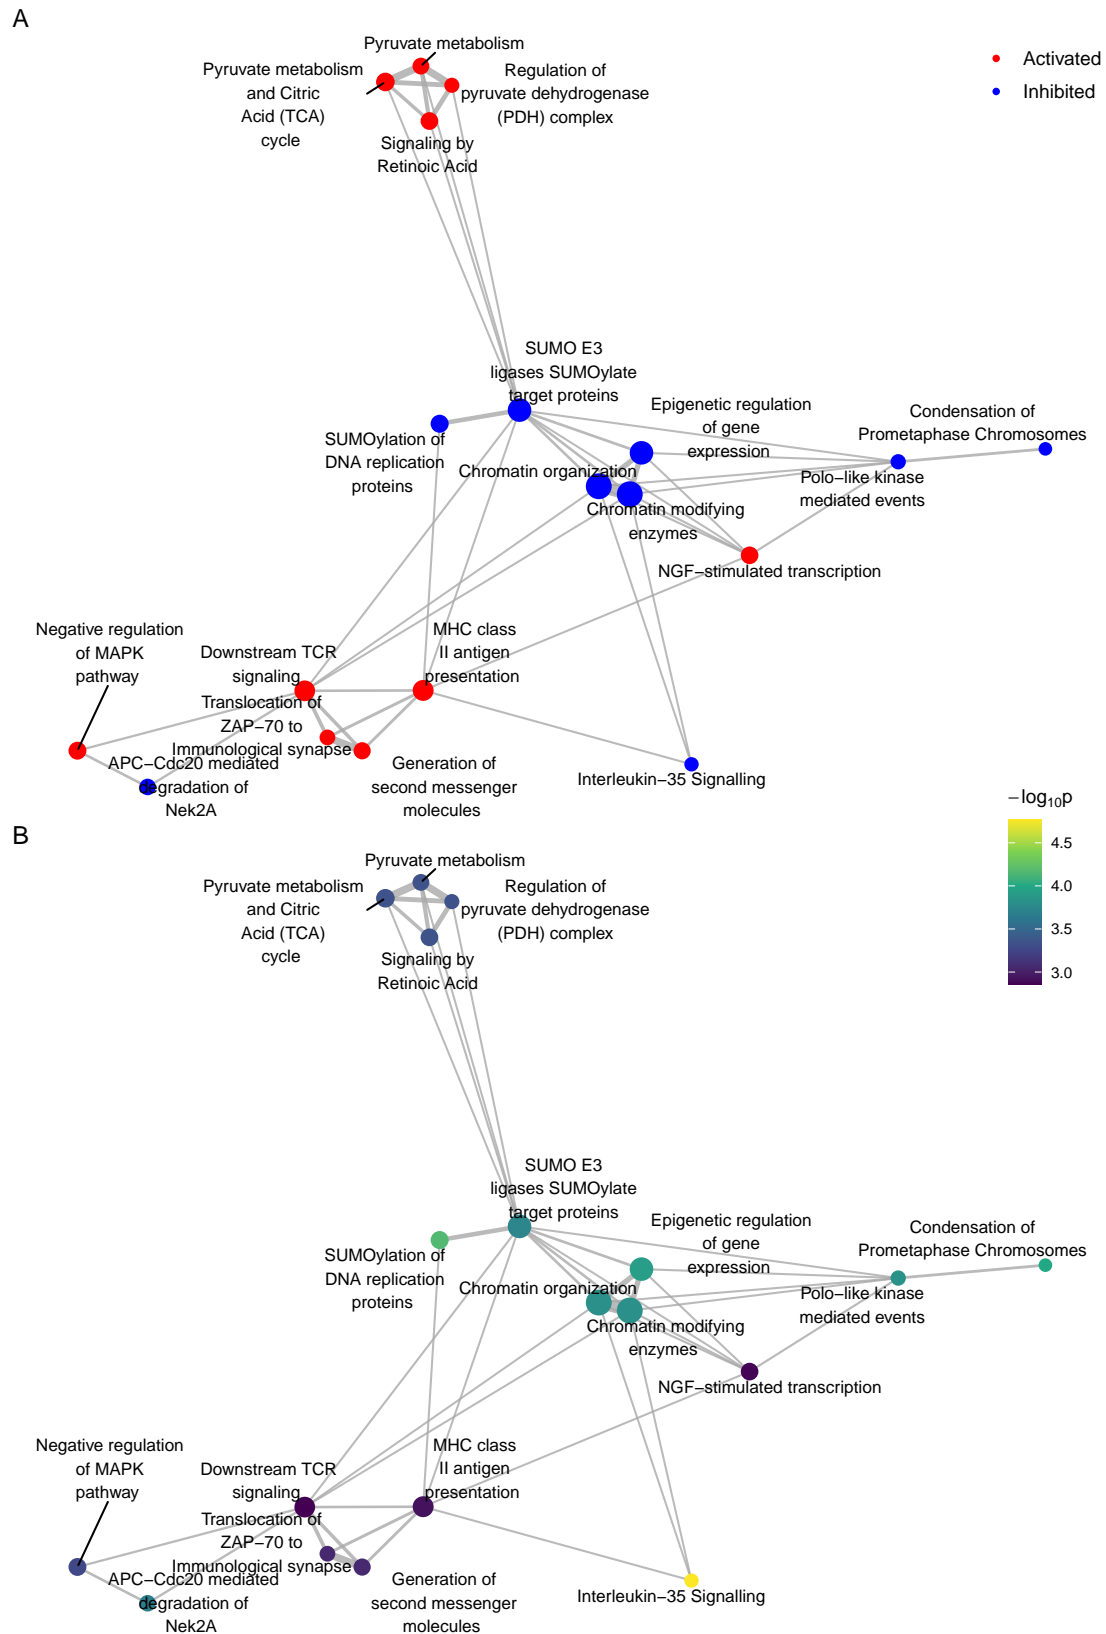 A
Pyruvate metabolism
Pyruvate metabolism
and Citric
Acid (TCA)
cycle
Regulation of
pyruvate dehydrogenase
(PDH) complex
Signaling by
Retinoic Acid
Activated
Inhibited
SUMO E3
ligases SUMOylate
target proteins
SUMOylation of
DNA replication
proteins
Epigenetic regulation
of gene
expression
Chromatin organization
Chromatin modifying
enzymes
Condensation of
Prometaphase Chromosomes
Polo−like kinase
mediated events
NGF−stimulated transcription
Negative regulation
of MAPK
pathway
Downstream TCR
signaling
MHC class
II antigen
presentation
Translocation of
ZAP−70 to
Immunological synapse
APC−Cdc20 mediated
degradation of
Nek2A
Generation of
second messenger
molecules
Interleukin−35 Signalling
−log₁₀p
4.5
4.0
3.5
3.0
B
Pyruvate metabolism
Pyruvate metabolism
and Citric
Acid (TCA)
cycle
Regulation of
pyruvate dehydrogenase
(PDH) complex
Signaling by
Retinoic Acid
SUMO E3
ligases SUMOylate
target proteins
SUMOylation of
DNA replication
proteins
Epigenetic regulation
of gene
expression
Chromatin organization
Chromatin modifying
enzymes
Condensation of
Prometaphase Chromosomes
Polo−like kinase
mediated events
NGF−stimulated transcription
Negative regulation
of MAPK
pathway
Downstream TCR
signaling
MHC class
II antigen
presentation
Translocation of
ZAP−70 to
Immunological synapse
APC−Cdc20 mediated
degradation of
Nek2A
Generation of
second messenger
molecules
Interleukin−35 Signalling